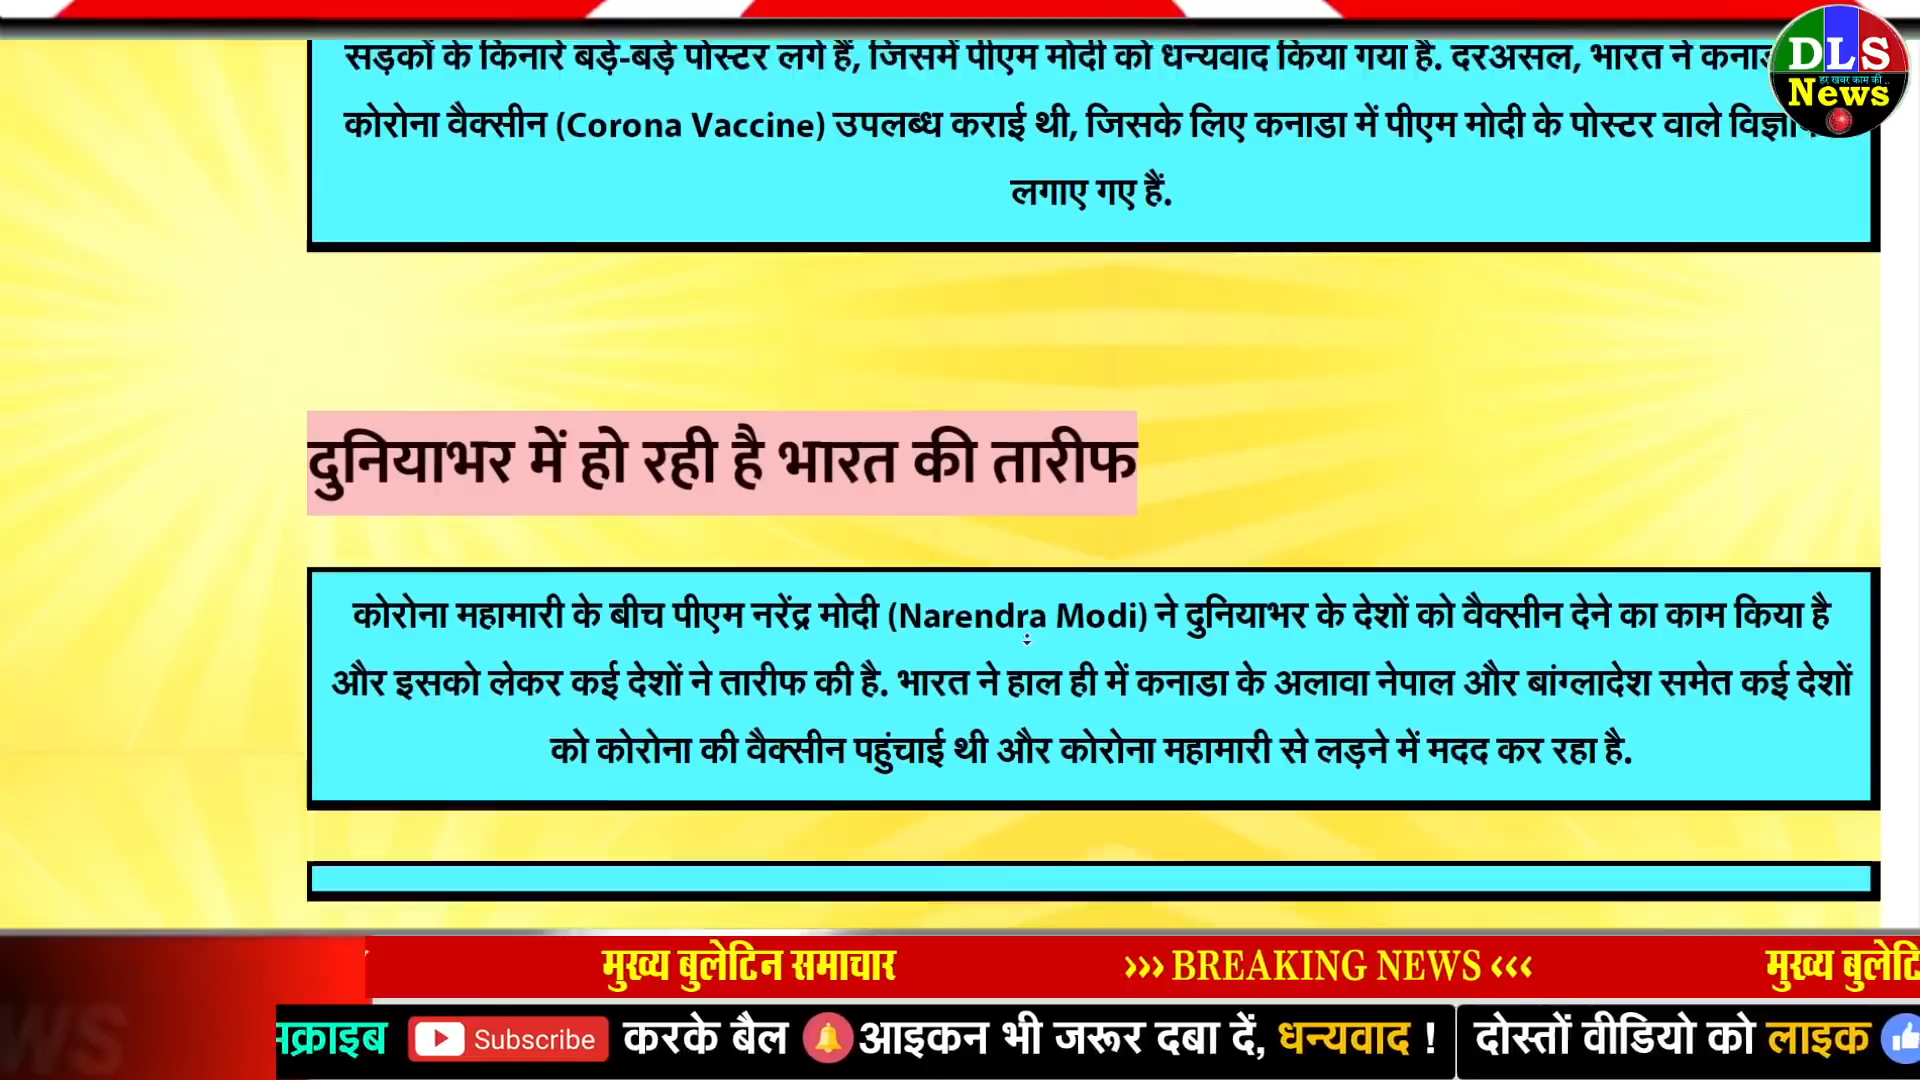 सड़कों के किनारे बड़े-बड़े पोस्टर लगे हैं, जिसमें पीएम मोदी को धन्यवाद किया गया है. दरअसल, भारत ने
कोरोना वैक्सीन (Corona Vaccine) उपलब्ध कराई थी, जिसके लिए कनाडा में पीएम मोदी के पोस्टर वाले
लगाए गए हैं.
DLS
हर खबर काम की..
News
दुनियाभर में हो रही है भारत की तारीफ
कोरोना महामारी के बीच पीएम नरेंद्र मोदी (Narendra Modi) ने दुनियाभर के देशों को वैक्सीन देने का काम किया है
और इसको लेकर कई देशों ने तारीफ की है. भारत ने हाल ही में कनाडा के अलावा नेपाल और बांग्लादेश समेत कई देशों
को कोरोना की वैक्सीन पहुंचाई थी और कोरोना महामारी से लड़ने में मदद कर रहा है.
मुख्य बुलेटिन समाचार ››› BREAKING NEWS ‹‹‹ मुख्य
Subscribe करके बैल आइकन भी जरूर दबा दें, धन्यवाद ! दोस्तों वीडियो को लाइक